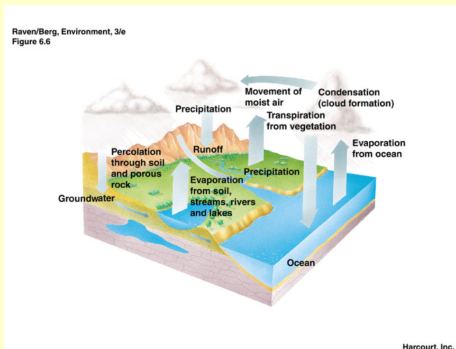 Raven/Berg, Environment, 3/e
Figure 6.6
Movement of
moist air
Condensation
(cloud formation)
Precipitation
Transpiration
from vegetation
Evaporation
from ocean
Percolation
through soil
and porous
rock
Runoff
Precipitation
Evaporation
from soil,
streams, rivers
and lakes
Groundwater
Ocean
Harcourt, Inc.